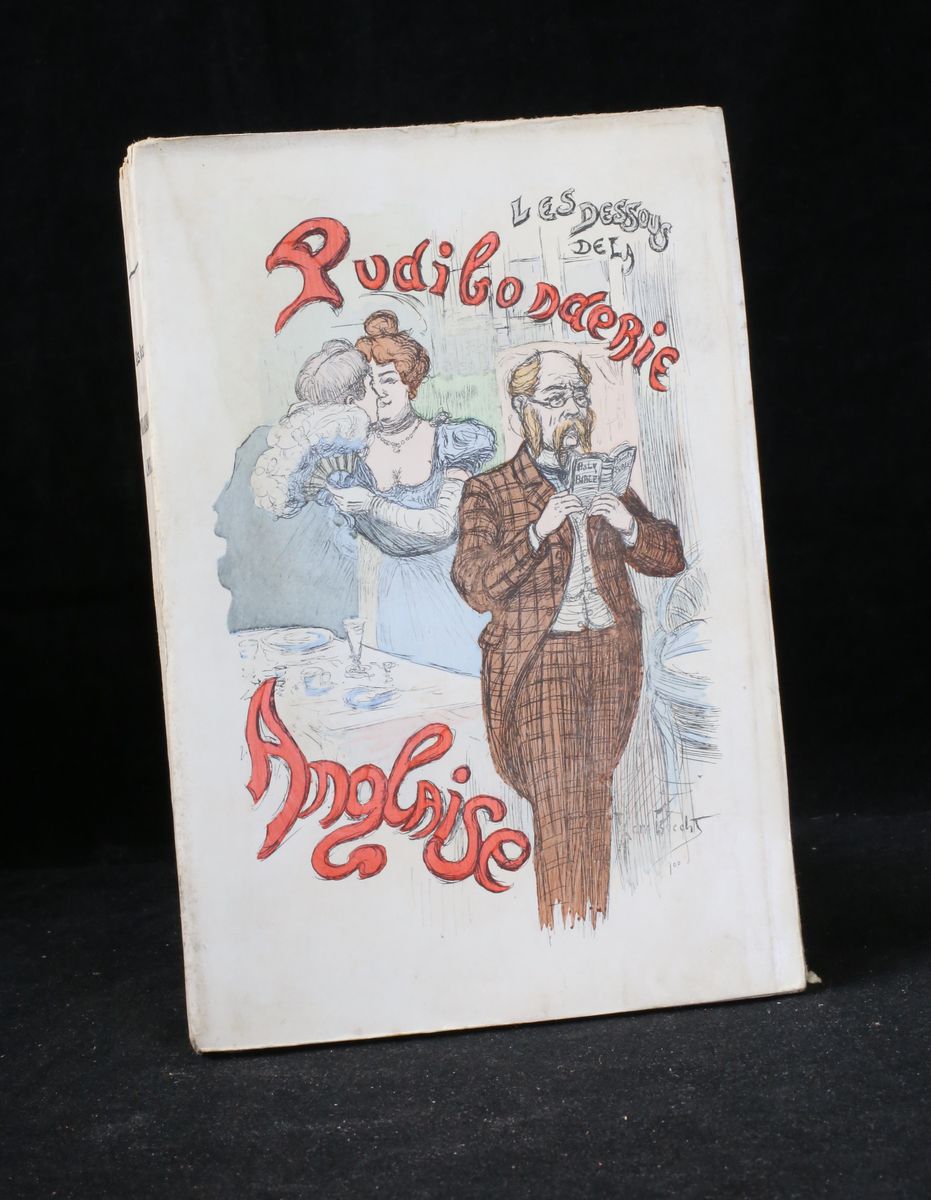 LES DESSOUS
DE LA
PudibondeRIE
HOLY
BIBLE
AnglAISe